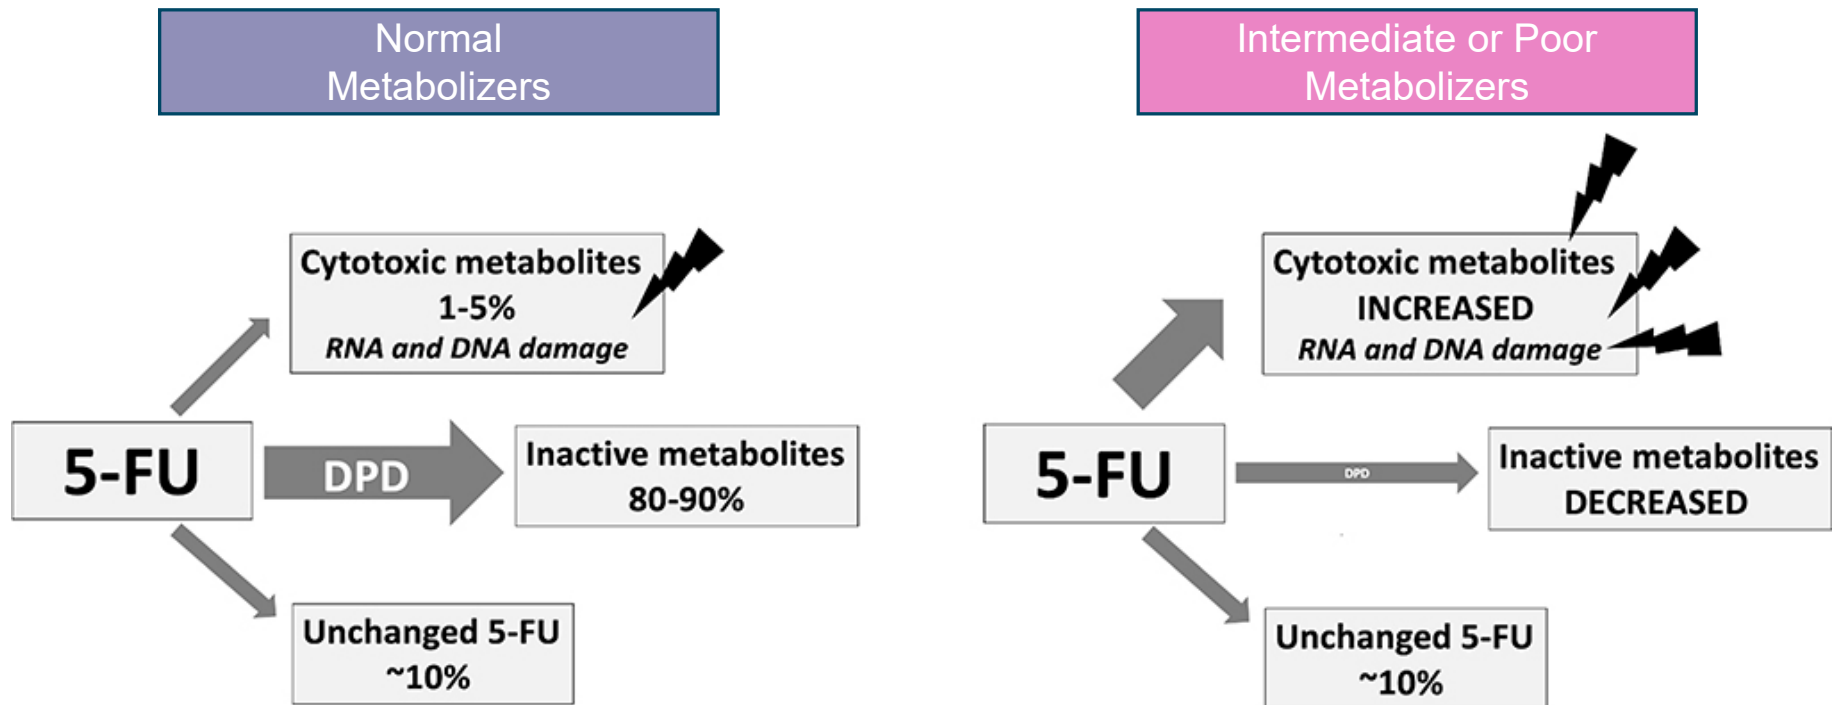 Normal
Metabolizers
Cytotoxic metabolites
1-5%
RNA and DNA damage
5-FU
DPD
Inactive metabolites
80-90%
Unchanged 5-FU
~10%
Intermediate or Poor
Metabolizers
Cytotoxic metabolites
INCREASED
RNA and DNA damage
5-FU
DPD
Inactive metabolites
DECREASED
Unchanged 5-FU
~10%